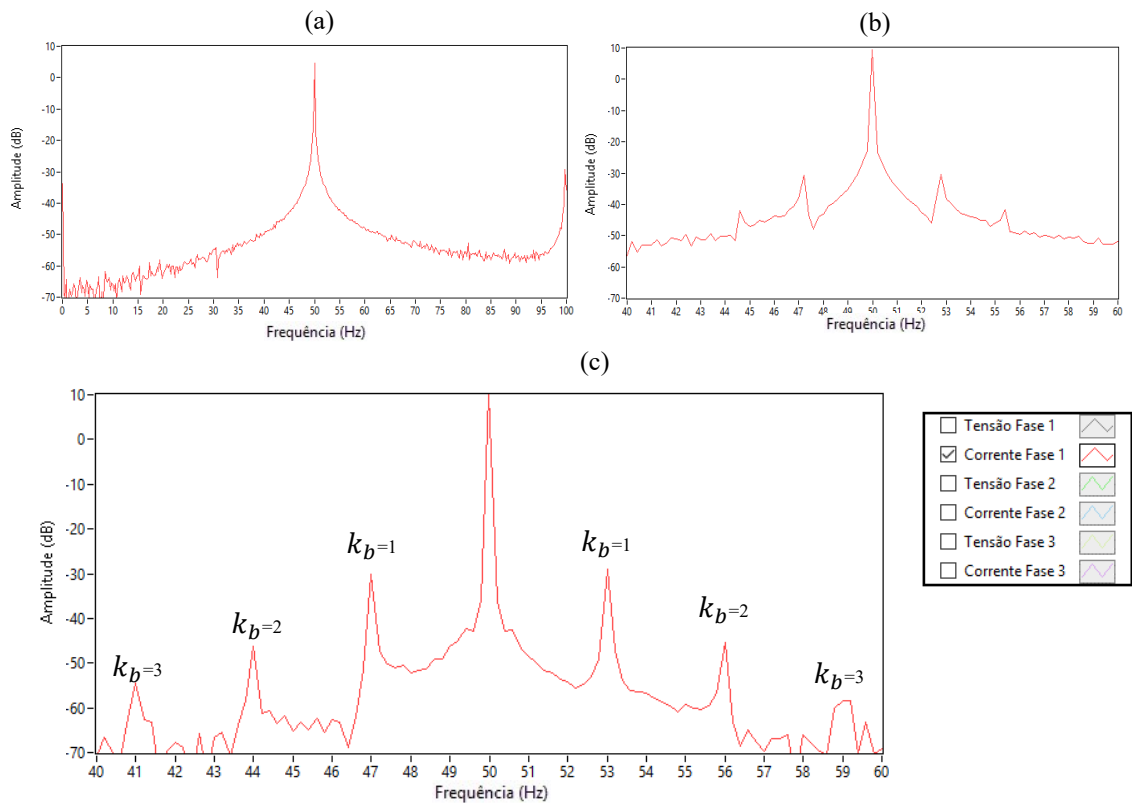 (a)
(b)
10
0
-10
-20
-30
-40
-50
-60
-70
Amplitude (dB)
0 5 10 15 20 25 30 35 40 45 50 55 60 65 70 75 80 85 90 95 100
Frequência (Hz)
10
0
-10
-20
-30
-40
-50
-60
-70
Amplitude (dB)
40 41 42 43 44 45 46 47 48 49 50 51 52 53 54 55 56 57 58 59 60
Frequência (Hz)
(c)
10
0
-10
-20
-30
-40
-50
-60
-70
Amplitude (dB)
k_b=3
k_b=2
k_b=1
k_b=1
k_b=2
k_b=3
40 41 42 43 44 45 46 47 48 49 50 51 52 53 54 55 56 57 58 59 60
Frequência (Hz)
Tensão Fase 1
Corrente Fase 1
Tensão Fase 2
Corrente Fase 2
Tensão Fase 3
Corrente Fase 3